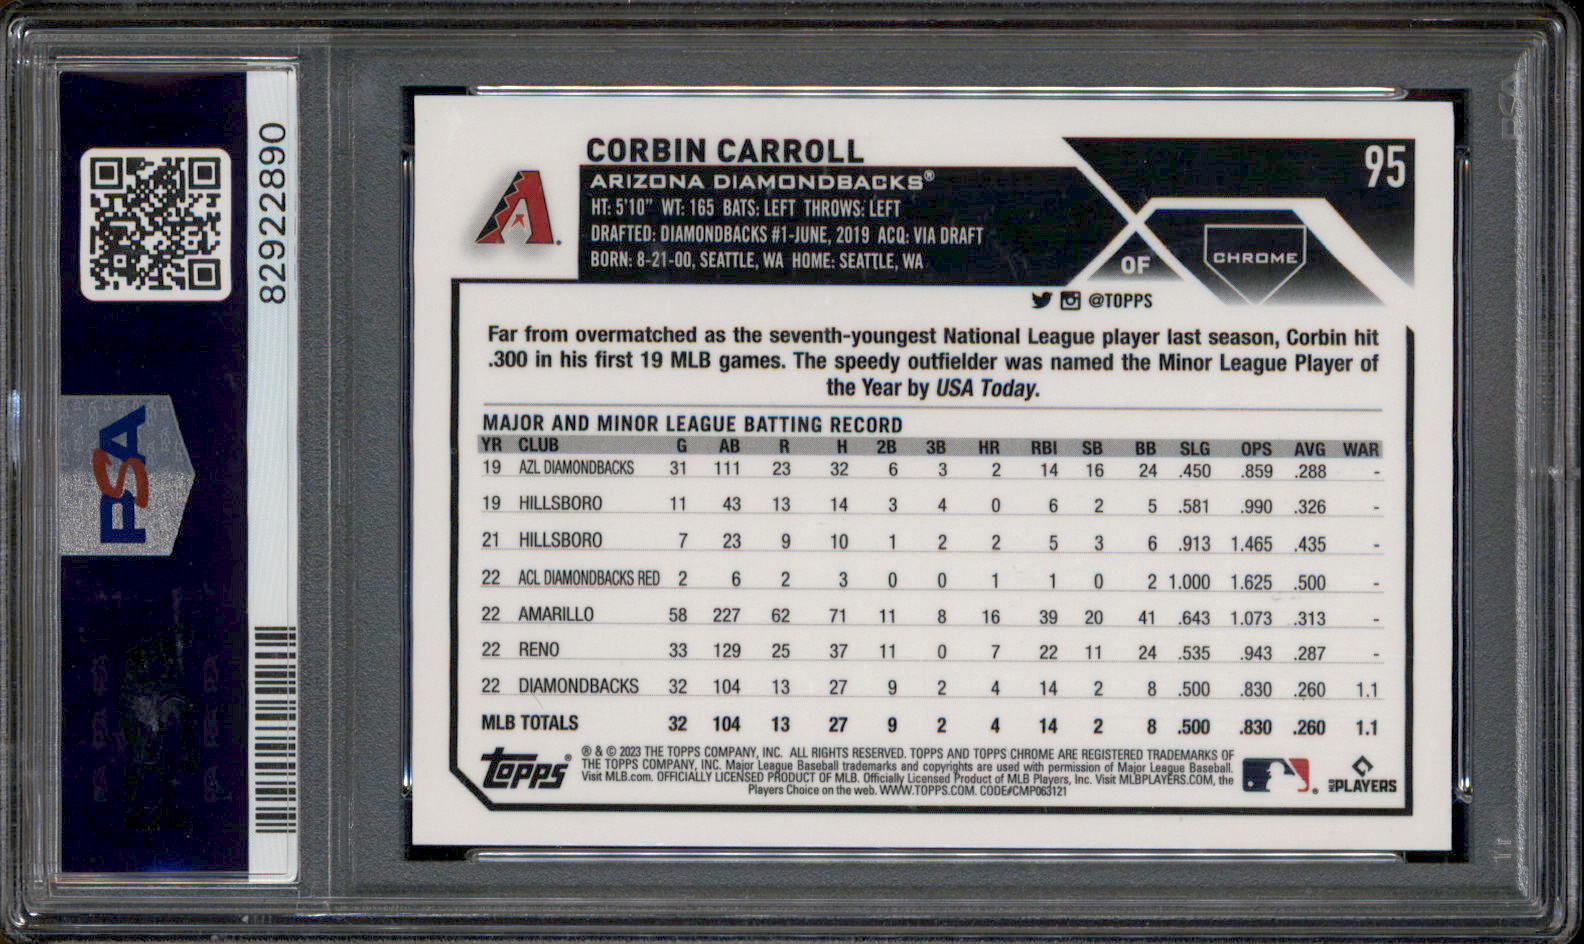 82922890
PSA
CORBIN CARROLL
95
ARIZONA DIAMONDBACKS®
HT: 5'10" WT: 165 BATS: LEFT THROWS: LEFT
DRAFTED: DIAMONDBACKS #1-JUNE, 2019 ACQ: VIA DRAFT
BORN: 8-21-00, SEATTLE, WA HOME: SEATTLE, WA
OF
CHROME
@TOPPS
Far from overmatched as the seventh-youngest National League player last season, Corbin hit
.300 in his first 19 MLB games. The speedy outfielder was named the Minor League Player of
the Year by USA Today.
MAJOR AND MINOR LEAGUE BATTING RECORD
YR CLUB G AB R H 2B 3B HR RBI SB BB SLG OPS AVG WAR
19 AZL DIAMONDBACKS 31 111 23 32 6 3 2 14 16 24 .450 .859 .288 -
19 HILLSBORO 11 43 13 14 3 4 0 6 2 5 .581 .990 .326 -
21 HILLSBORO 7 23 9 10 1 2 2 5 3 6 .913 1.465 .435 -
22 ACL DIAMONDBACKS RED 2 6 2 3 0 0 1 1 0 2 1.000 1.625 .500 -
22 AMARILLO 58 227 62 71 11 8 16 39 20 41 .643 1.073 .313 -
22 RENO 33 129 25 37 11 0 7 22 11 24 .535 .943 .287 -
22 DIAMONDBACKS 32 104 13 27 9 2 4 14 2 8 .500 .830 .260 1.1
MLB TOTALS 32 104 13 27 9 2 4 14 2 8 .500 .830 .260 1.1
Topps®
® & © 2023 THE TOPPS COMPANY, INC. ALL RIGHTS RESERVED. TOPPS AND TOPPS CHROME ARE REGISTERED TRADEMARKS OF
THE TOPPS COMPANY, INC. Major League Baseball trademarks and copyrights are used with permission of Major League Baseball.
Visit MLB.com. OFFICIALLY LICENSED PRODUCT OF MLB. Officially Licensed Product of MLB Players, Inc. Visit MLBPLAYERS.COM, the
Players Choice on the web. WWW.TOPPS.COM. CODE#CMP063121
MLB PLAYERS
PSA